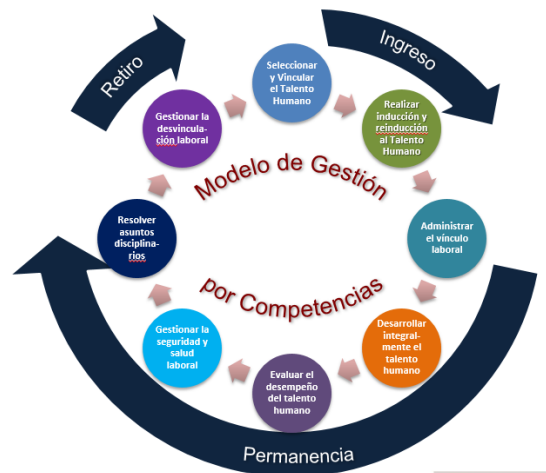 Ingreso
Seleccionar
y Vincular
el Talento
Humano
Realizar
inducción y
reinducción
al Talento
Humano
Administrar
el vínculo
laboral
Desarrollar
integral-
mente el
talento
humano
Evaluar el
desempeño
del talento
humano
Gestionar la
seguridad y
salud
laboral
Resolver
asuntos
disciplina-
rios
Gestionar la
desvincula-
ción laboral
Retiro
Modelo de Gestión
por Competencias
Permanencia